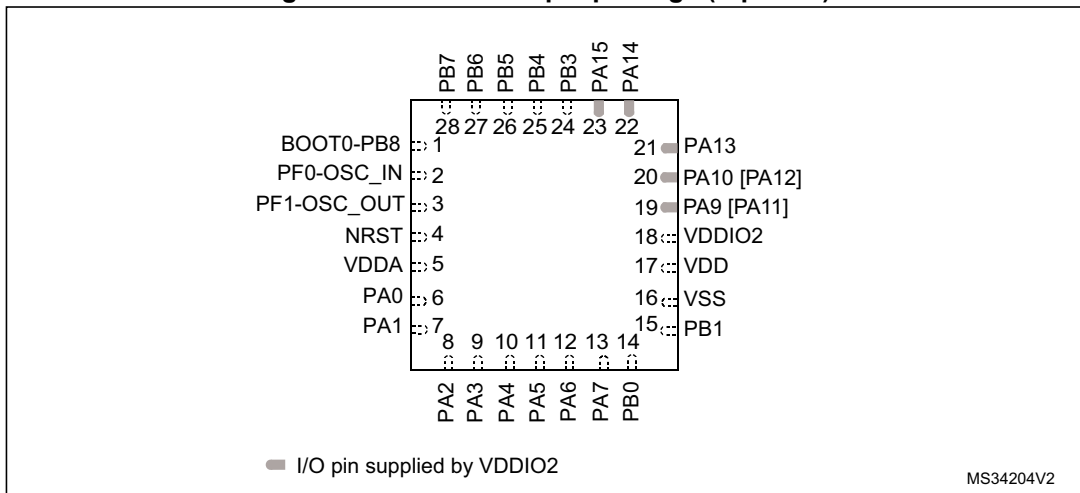 PB7
PB6
PB5
PB4
PB3
PA15
PA14
28 27 26 25 24 23 22
BOOT0-PB8 1
PF0-OSC_IN 2
PF1-OSC_OUT 3
NRST 4
VDDA 5
PA0 6
PA1 7
21 PA13
20 PA10 [PA12]
19 PA9 [PA11]
18 VDDIO2
17 VDD
16 VSS
15 PB1
8 9 10 11 12 13 14
PA2
PA3
PA4
PA5
PA6
PA7
PB0
I/O pin supplied by VDDIO2
MS34204V2